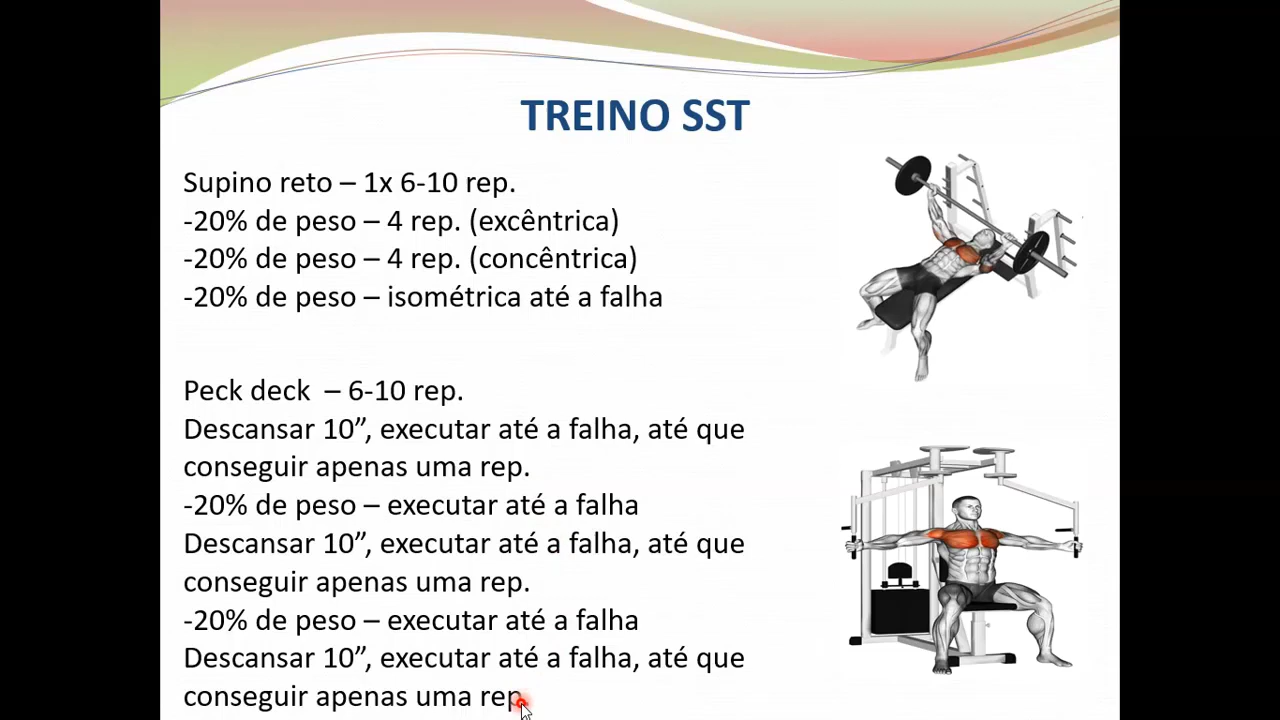 TREINO SST
Supino reto – 1x 6-10 rep.
-20% de peso – 4 rep. (excêntrica)
-20% de peso – 4 rep. (concêntrica)
-20% de peso – isométrica até a falha
Peck deck – 6-10 rep.
Descansar 10”, executar até a falha, até que
conseguir apenas uma rep.
-20% de peso – executar até a falha
Descansar 10”, executar até a falha, até que
conseguir apenas uma rep.
-20% de peso – executar até a falha
Descansar 10”, executar até a falha, até que
conseguir apenas uma rep.